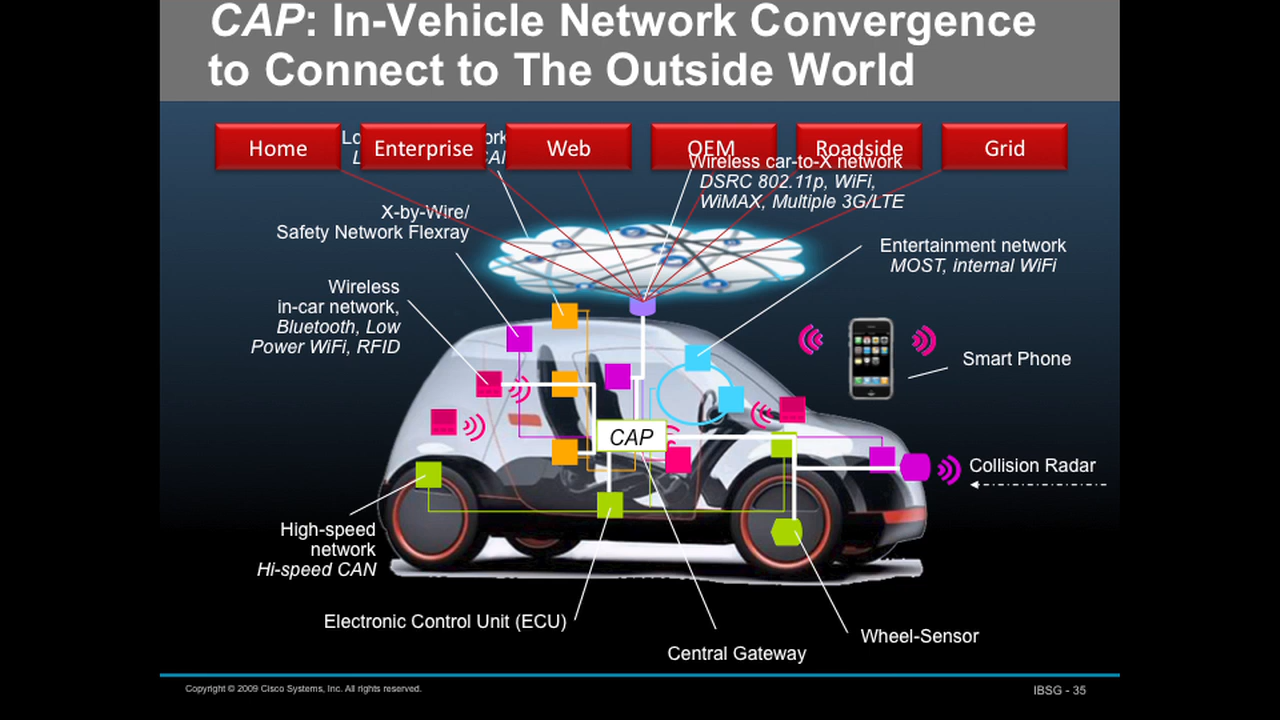 CAP: In-Vehicle Network Convergence
to Connect to The Outside World
Home
Enterprise
Web
OEM
Roadside
Grid
Wireless car-to-X network
DSRC 802.11p, WiFi,
WiMAX, Multiple 3G/LTE
X-by-Wire/
Safety Network Flexray
Entertainment network
MOST, internal WiFi
Wireless
in-car network,
Bluetooth, Low
Power WiFi, RFID
Smart Phone
CAP
Collision Radar
High-speed
network
Hi-speed CAN
Electronic Control Unit (ECU)
Central Gateway
Wheel-Sensor
Copyright © 2009 Cisco Systems, Inc. All rights reserved.
IBSG - 35